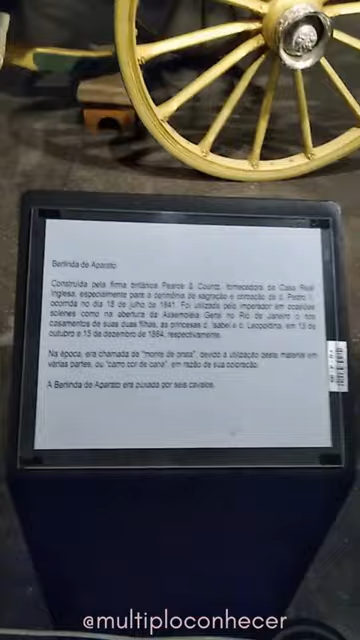 Berlinda de Aparato
Construída pela firma britânica Pearce & Countz, fornecedora da Casa Real
Inglesa, especialmente para a cerimônia de sagração e coroação de d. Pedro II,
ocorrida no dia 18 de julho de 1841. Foi utilizada pelo imperador em ocasiões
solenes como na abertura da Assembleia Geral no Rio de Janeiro e nos
casamentos de suas duas filhas, as princesas d. Isabel e d. Leopoldina, em 15 de
outubro e 15 de dezembro de 1864, respectivamente.
Na época, era chamada de "monte de prata", devido à utilização deste material em
várias partes, ou "carro cor de cana", em razão de sua coloração.
A Berlinda de Aparato era puxada por seis cavalos.
@multiploconhecer